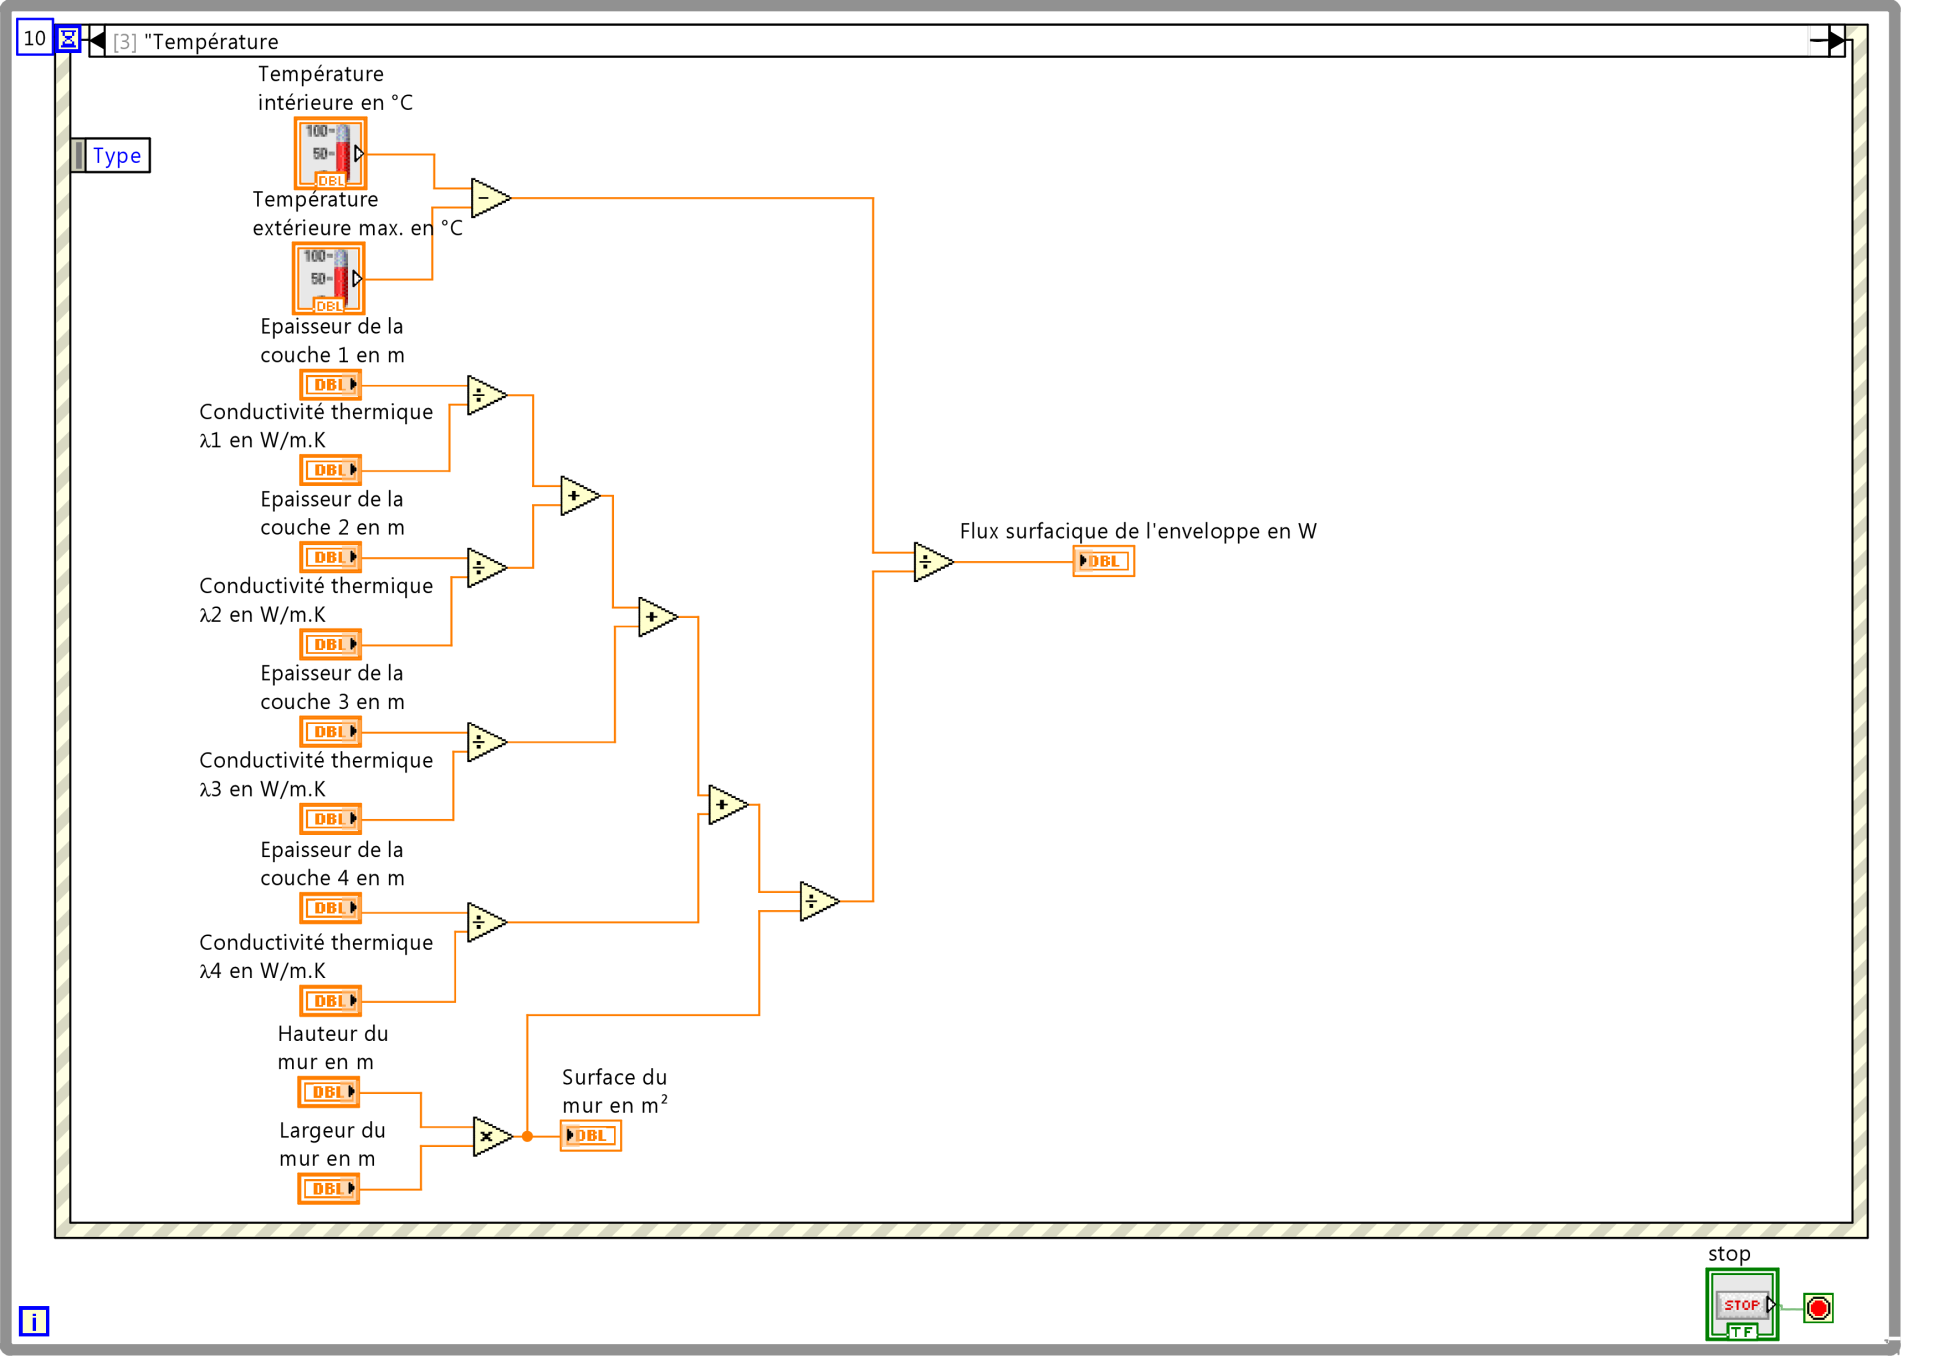 10
[3] "Température
Température
intérieure en °C
100-
50-
DBL
Type
Température
extérieure max. en °C
100-
50-
DBL
Epaisseur de la
couche 1 en m
DBL
Conductivité thermique
λ1 en W/m.K
DBL
Epaisseur de la
couche 2 en m
DBL
Conductivité thermique
λ2 en W/m.K
DBL
Epaisseur de la
couche 3 en m
DBL
Conductivité thermique
λ3 en W/m.K
DBL
Epaisseur de la
couche 4 en m
DBL
Conductivité thermique
λ4 en W/m.K
DBL
Hauteur du
mur en m
DBL
Largeur du
mur en m
DBL
Surface du
mur en m²
DBL
Flux surfacique de l'enveloppe en W
DBL
stop
STOP
TF
i